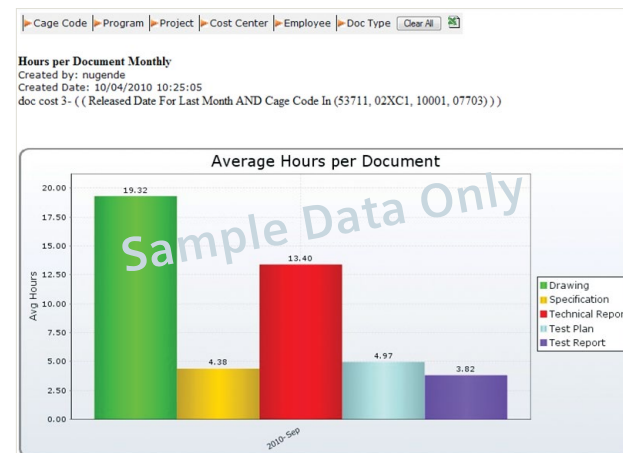 Cage Code Program Project Cost Center Employee Doc Type Clear All
Hours per Document Monthly
Created by: nugende
Created Date: 10/04/2010 10:25:05
doc cost 3- ( ( Released Date For Last Month AND Cage Code In (53711, 02XC1, 10001, 07703) ) )
Average Hours per Document
Sample Data Only
20.00
17.50
15.00
12.50
10.00
7.50
5.00
2.50
0.00
Avg Hours
19.32
4.38
13.40
4.97
3.82
2010-Sep
Drawing
Specification
Technical Repor
Test Plan
Test Report